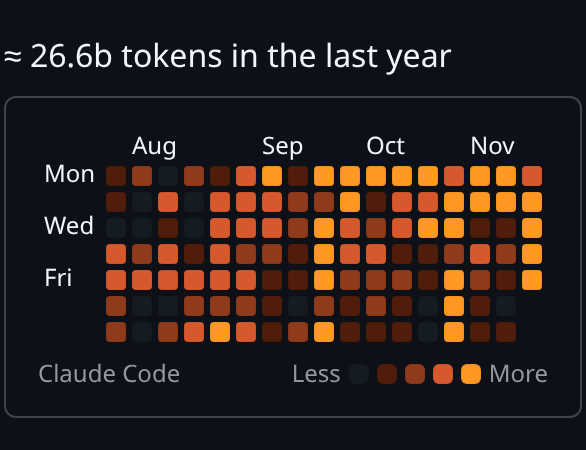 ≈ 26.6b tokens in the last year
Aug Sep Oct Nov
Mon
Wed
Fri
Claude Code Less More